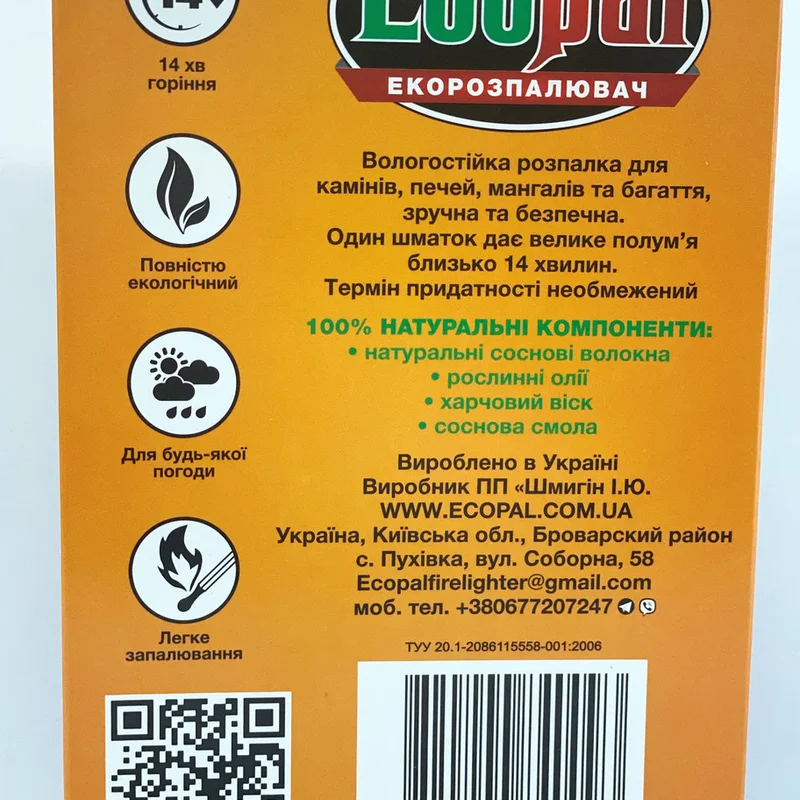 14
14 хв
горіння
Ecopal
ЕКОРОЗПАЛЮВАЧ
Повністю
екологічний
Для будь-якої
погоди
Легке
запалювання
Вологостійка розпалка для
камінів, печей, мангалів та багаття,
зручна та безпечна.
Один шматок дає велике полум’я
близько 14 хвилин.
Термін придатності необмежений
100% НАТУРАЛЬНІ КОМПОНЕНТИ:
• натуральні соснові волокна
• рослинні олії
• харчовий віск
• соснова смола
Вироблено в Україні
Виробник ПП «Шмигін І.Ю.
WWW.ECOPAL.COM.UA
Україна, Київська обл., Броварский район
с. Пухівка, вул. Соборна, 58
Ecopalfirelighter@gmail.com
моб. тел. +380677207247
ТУУ 20.1-2086115558-001:2006